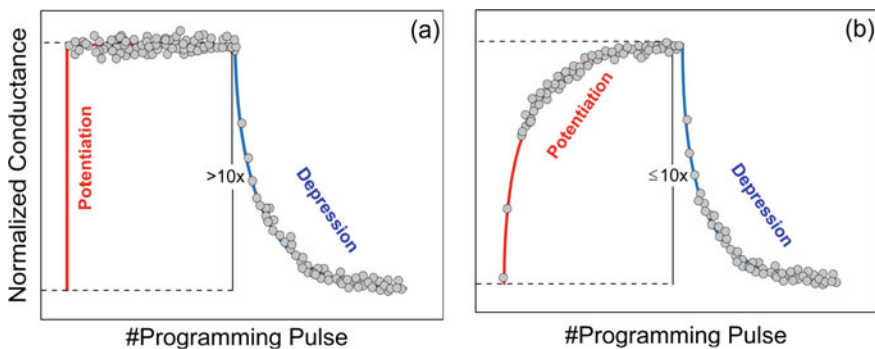 (a)
Normalized Conductance
Potentiation
>10x
Depression
#Programming Pulse
(b)
Potentiation
≤10x
Depression
#Programming Pulse